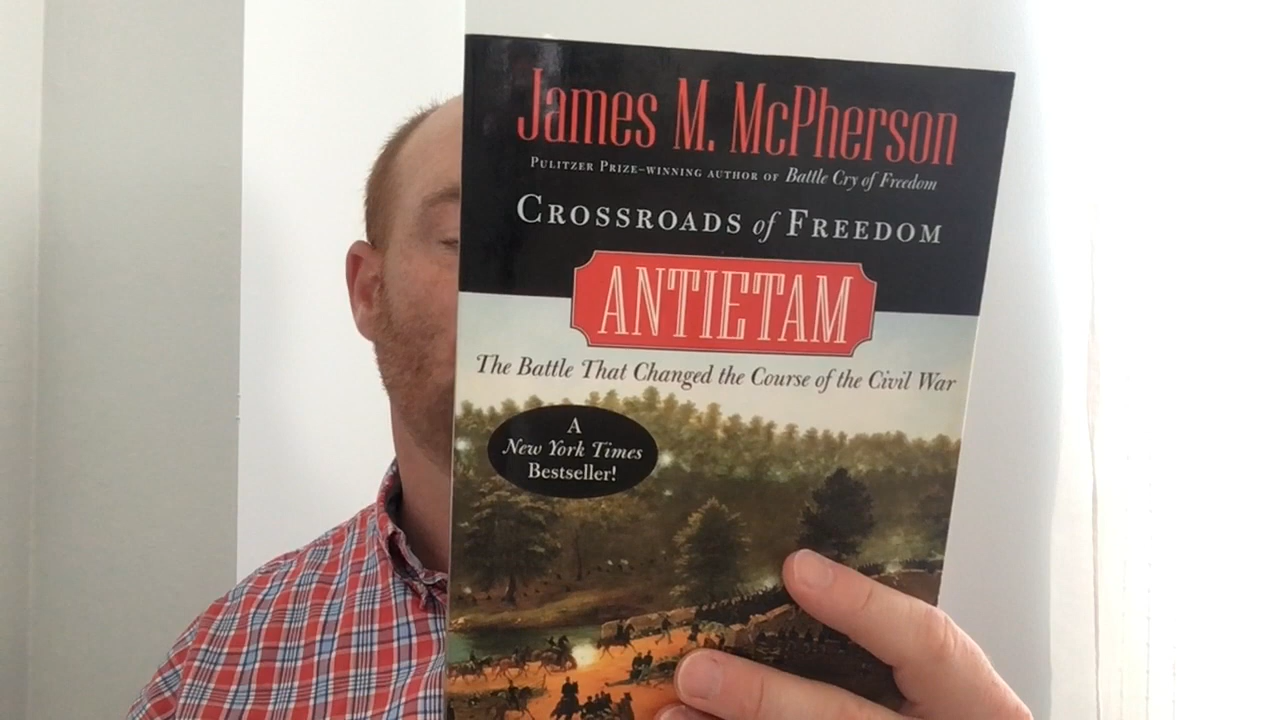 James M. McPherson
Pulitzer Prize–winning author of Battle Cry of Freedom
Crossroads of Freedom
ANTIETAM
The Battle That Changed the Course of the Civil War
A
New York Times
Bestseller!